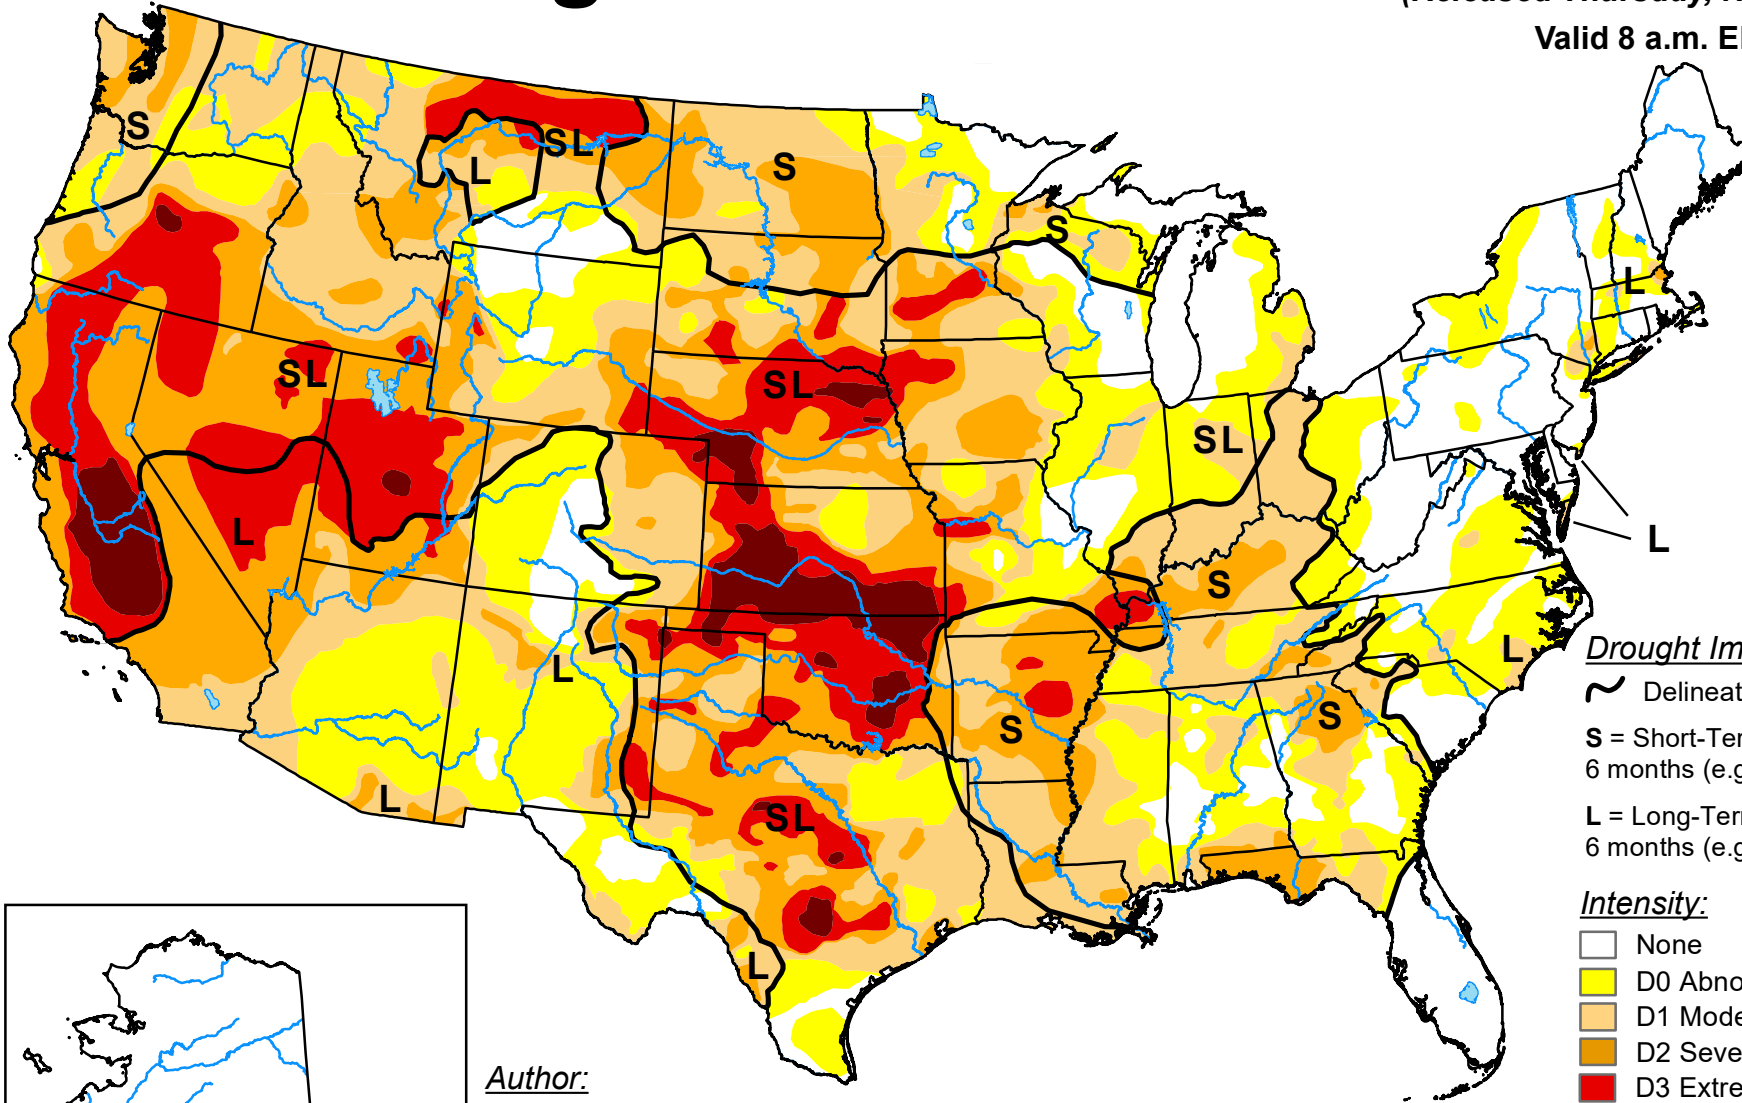 Valid 8 a.m.
S
SL
L
S
S
L
SL
SL
SL
L
L
L
S
S
L
L
S
SL
L
L
Author:
Drought Im
Delineat
S = Short-Ter
6 months (e.g
L = Long-Ter
6 months (e.g
Intensity:
None
D0 Abno
D1 Mode
D2 Seve
D3 Extre